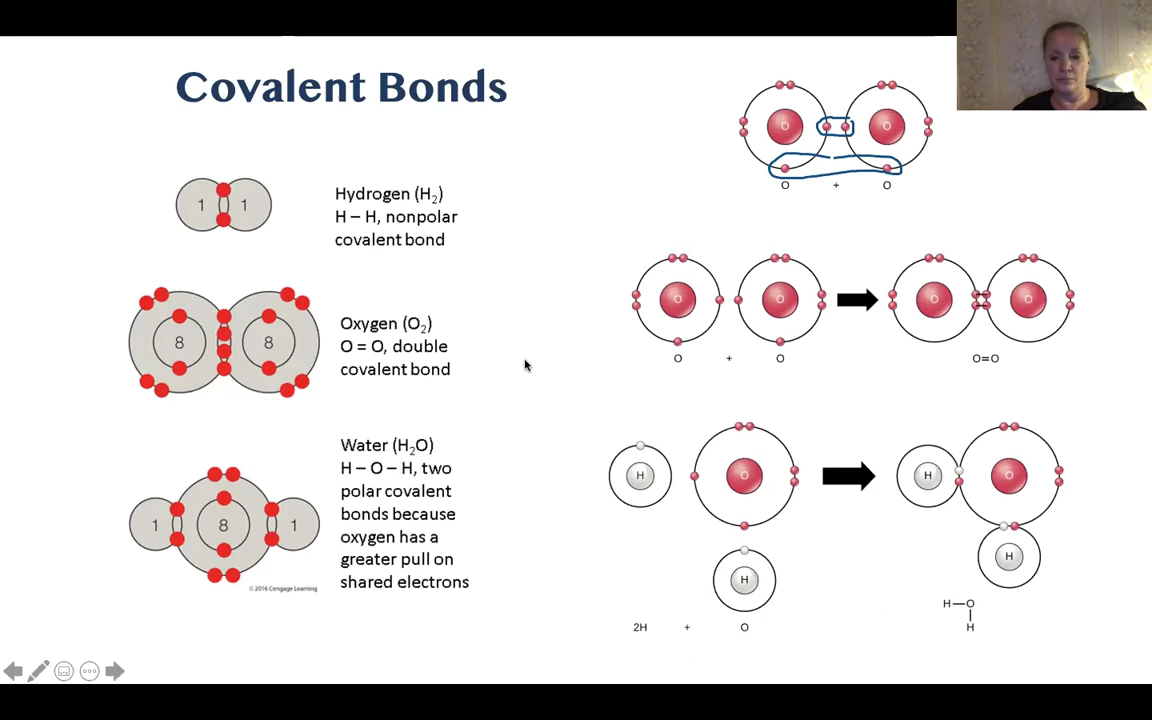 Covalent Bonds
1 1
Hydrogen (H₂)
H – H, nonpolar
covalent bond
8 8
Oxygen (O₂)
O = O, double
covalent bond
1 8 1
Water (H₂O)
H – O – H, two
polar covalent
bonds because
oxygen has a
greater pull on
shared electrons
© 2016 Cengage Learning
O O
O + O
O O O O
O + O O=O
H O H O
H H
2H + O
H—O
H